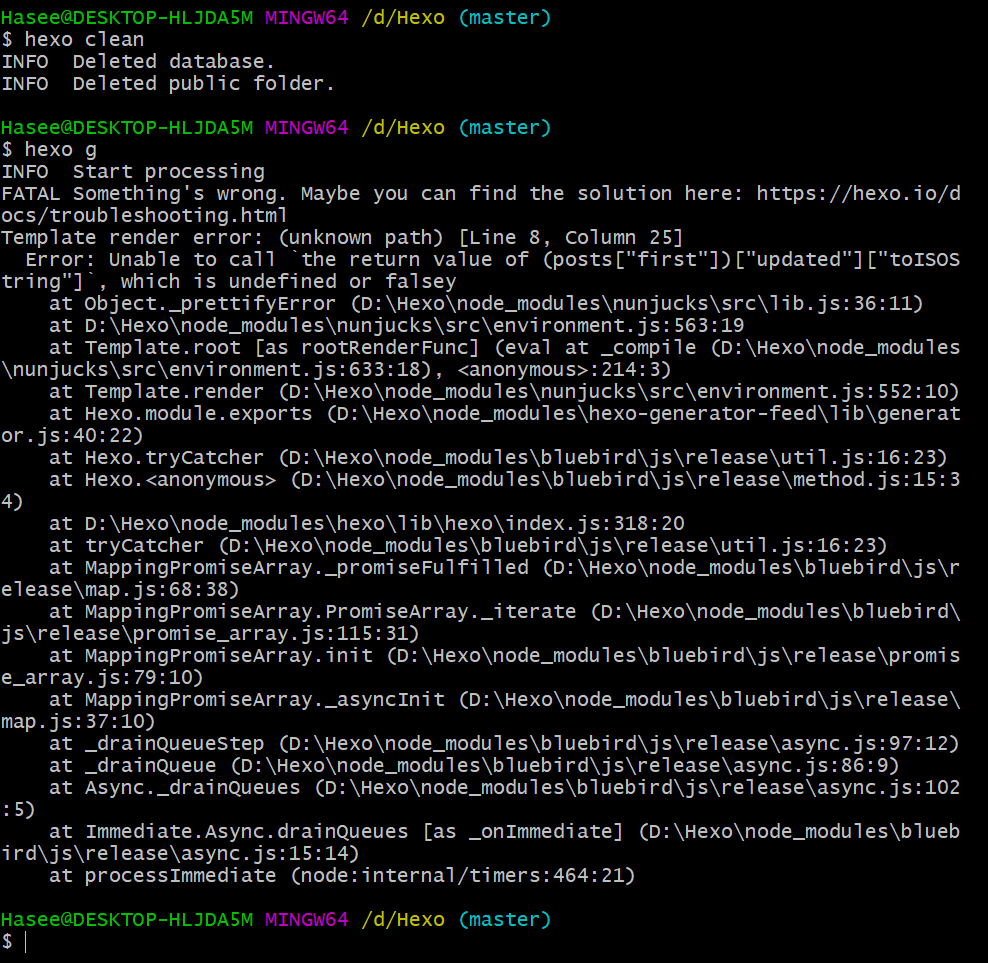 Hasee@DESKTOP-HLJDA5M MINGW64 /d/Hexo (master)
$ hexo clean
INFO  Deleted database.
INFO  Deleted public folder.
Hasee@DESKTOP-HLJDA5M MINGW64 /d/Hexo (master)
$ hexo g
INFO  Start processing
FATAL Something's wrong. Maybe you can find the solution here: https://hexo.io/d
ocs/troubleshooting.html
Template render error: (unknown path) [Line 8, Column 25]
  Error: Unable to call `the return value of (posts["first"])["updated"]["toISOS
tring"]`, which is undefined or falsey
    at Object._prettifyError (D:\Hexo\node_modules\nunjucks\src\lib.js:36:11)
    at D:\Hexo\node_modules\nunjucks\src\environment.js:563:19
    at Template.root [as rootRenderFunc] (eval at _compile (D:\Hexo\node_modules
\nunjucks\src\environment.js:633:18), <anonymous>:214:3)
    at Template.render (D:\Hexo\node_modules\nunjucks\src\environment.js:552:10)
    at Hexo.module.exports (D:\Hexo\node_modules\hexo-generator-feed\lib\generat
or.js:40:22)
    at Hexo.tryCatcher (D:\Hexo\node_modules\bluebird\js\release\util.js:16:23)
    at Hexo.<anonymous> (D:\Hexo\node_modules\bluebird\js\release\method.js:15:3
4)
    at D:\Hexo\node_modules\hexo\lib\hexo\index.js:318:20
    at tryCatcher (D:\Hexo\node_modules\bluebird\js\release\util.js:16:23)
    at MappingPromiseArray._promiseFulfilled (D:\Hexo\node_modules\bluebird\js\r
elease\map.js:68:38)
    at MappingPromiseArray.PromiseArray._iterate (D:\Hexo\node_modules\bluebird\
js\release\promise_array.js:115:31)
    at MappingPromiseArray.init (D:\Hexo\node_modules\bluebird\js\release\promis
e_array.js:79:10)
    at MappingPromiseArray._asyncInit (D:\Hexo\node_modules\bluebird\js\release\
map.js:37:10)
    at _drainQueueStep (D:\Hexo\node_modules\bluebird\js\release\async.js:97:12)
    at _drainQueue (D:\Hexo\node_modules\bluebird\js\release\async.js:86:9)
    at Async._drainQueues (D:\Hexo\node_modules\bluebird\js\release\async.js:102
:5)
    at Immediate.Async.drainQueues [as _onImmediate] (D:\Hexo\node_modules\blueb
ird\js\release\async.js:15:14)
    at processImmediate (node:internal/timers:464:21)
Hasee@DESKTOP-HLJDA5M MINGW64 /d/Hexo (master)
$